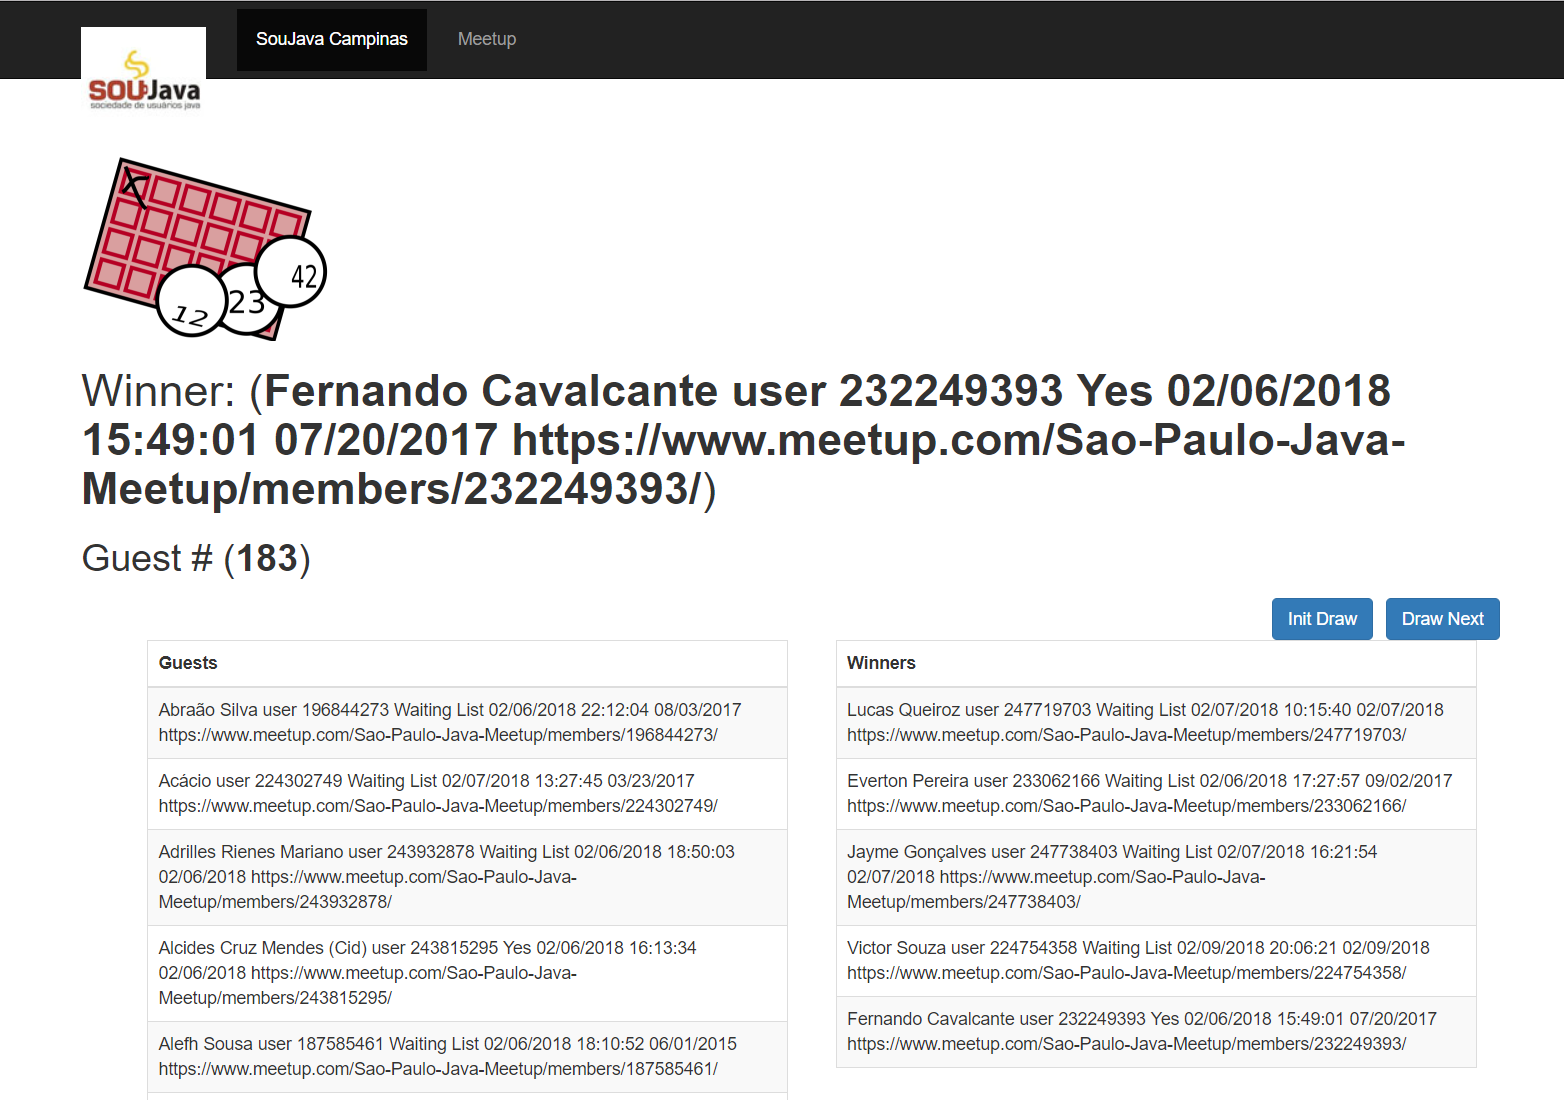 SouJava Campinas
Meetup
SOUJava
sociedade de usuários java
12
23
42
Winner: (Fernando Cavalcante user 232249393 Yes 02/06/2018
15:49:01 07/20/2017 https://www.meetup.com/Sao-Paulo-Java-
Meetup/members/232249393/)
Guest # (183)
Init Draw
Draw Next
Guests
Abraão Silva user 196844273 Waiting List 02/06/2018 22:12:04 08/03/2017
https://www.meetup.com/Sao-Paulo-Java-Meetup/members/196844273/
Acácio user 224302749 Waiting List 02/07/2018 13:27:45 03/23/2017
https://www.meetup.com/Sao-Paulo-Java-Meetup/members/224302749/
Adrilles Rienes Mariano user 243932878 Waiting List 02/06/2018 18:50:03
02/06/2018 https://www.meetup.com/Sao-Paulo-Java-
Meetup/members/243932878/
Alcides Cruz Mendes (Cid) user 243815295 Yes 02/06/2018 16:13:34
02/06/2018 https://www.meetup.com/Sao-Paulo-Java-
Meetup/members/243815295/
Alefh Sousa user 187585461 Waiting List 02/06/2018 18:10:52 06/01/2015
https://www.meetup.com/Sao-Paulo-Java-Meetup/members/187585461/
Winners
Lucas Queiroz user 247719703 Waiting List 02/07/2018 10:15:40 02/07/2018
https://www.meetup.com/Sao-Paulo-Java-Meetup/members/247719703/
Everton Pereira user 233062166 Waiting List 02/06/2018 17:27:57 09/02/2017
https://www.meetup.com/Sao-Paulo-Java-Meetup/members/233062166/
Jayme Gonçalves user 247738403 Waiting List 02/07/2018 16:21:54
02/07/2018 https://www.meetup.com/Sao-Paulo-Java-
Meetup/members/247738403/
Victor Souza user 224754358 Waiting List 02/09/2018 20:06:21 02/09/2018
https://www.meetup.com/Sao-Paulo-Java-Meetup/members/224754358/
Fernando Cavalcante user 232249393 Yes 02/06/2018 15:49:01 07/20/2017
https://www.meetup.com/Sao-Paulo-Java-Meetup/members/232249393/